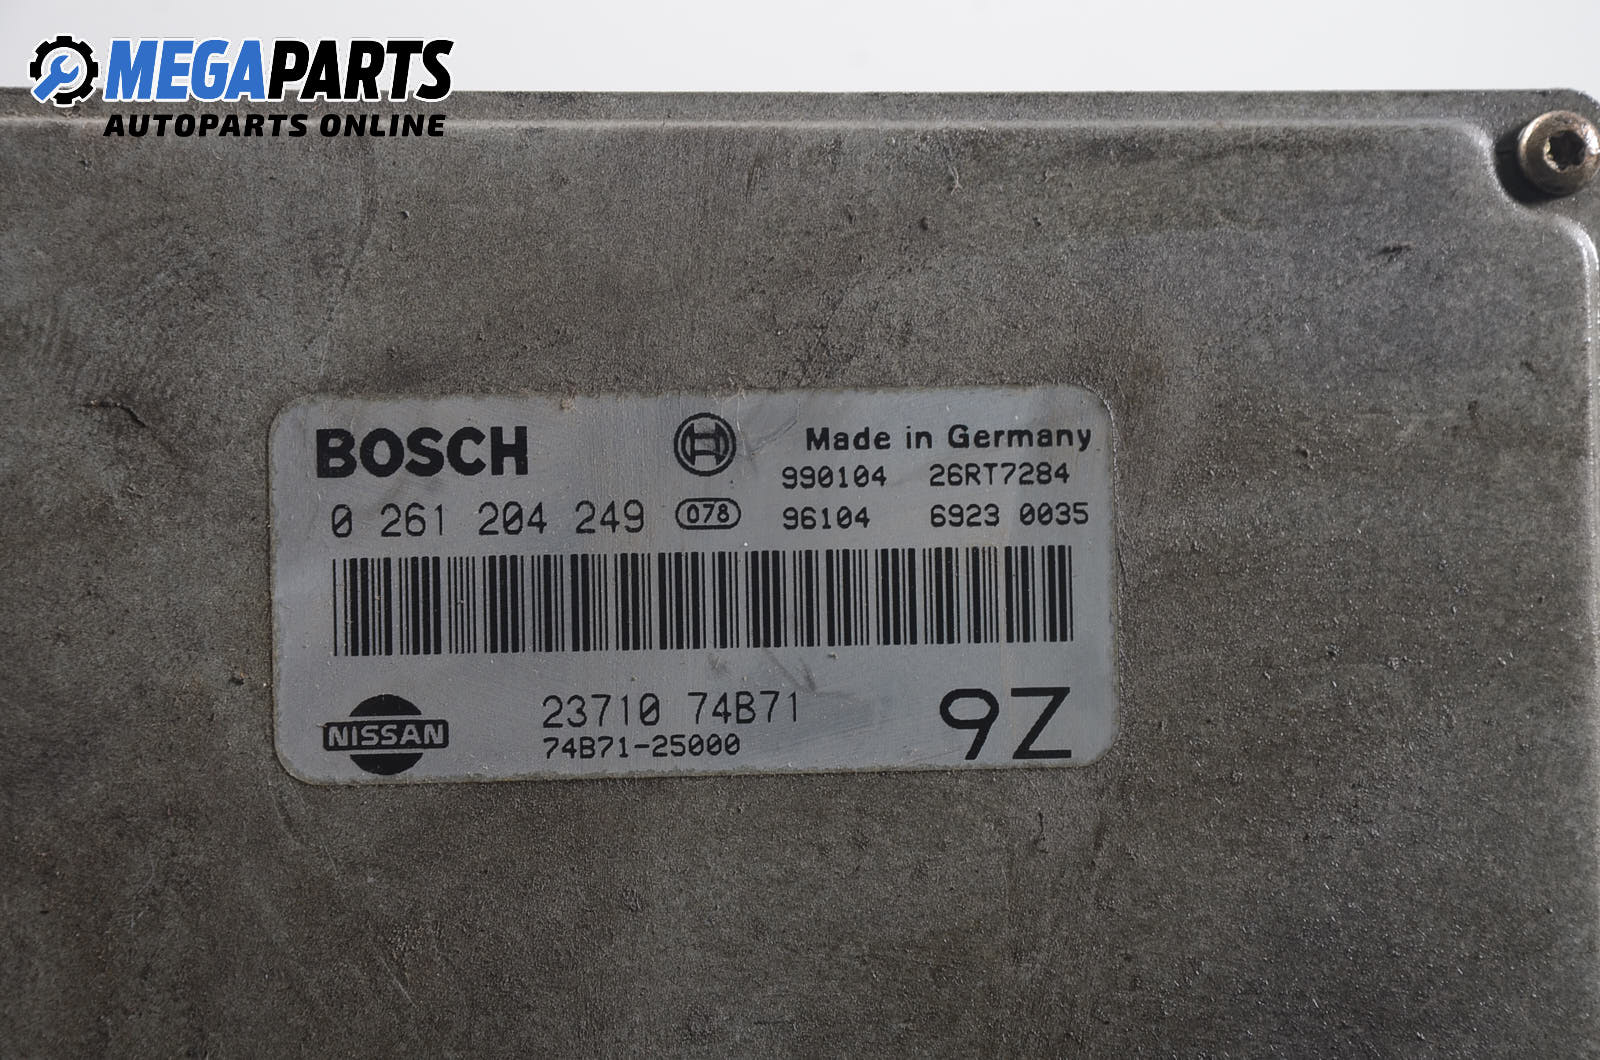 MEGAPARTS
AUTOPARTS ONLINE
BOSCH
Made in Germany
990104 26RT7284
0 261 204 249 078 96104 6923 0035
NISSAN
23710 74B71
74B71-25000
9Z